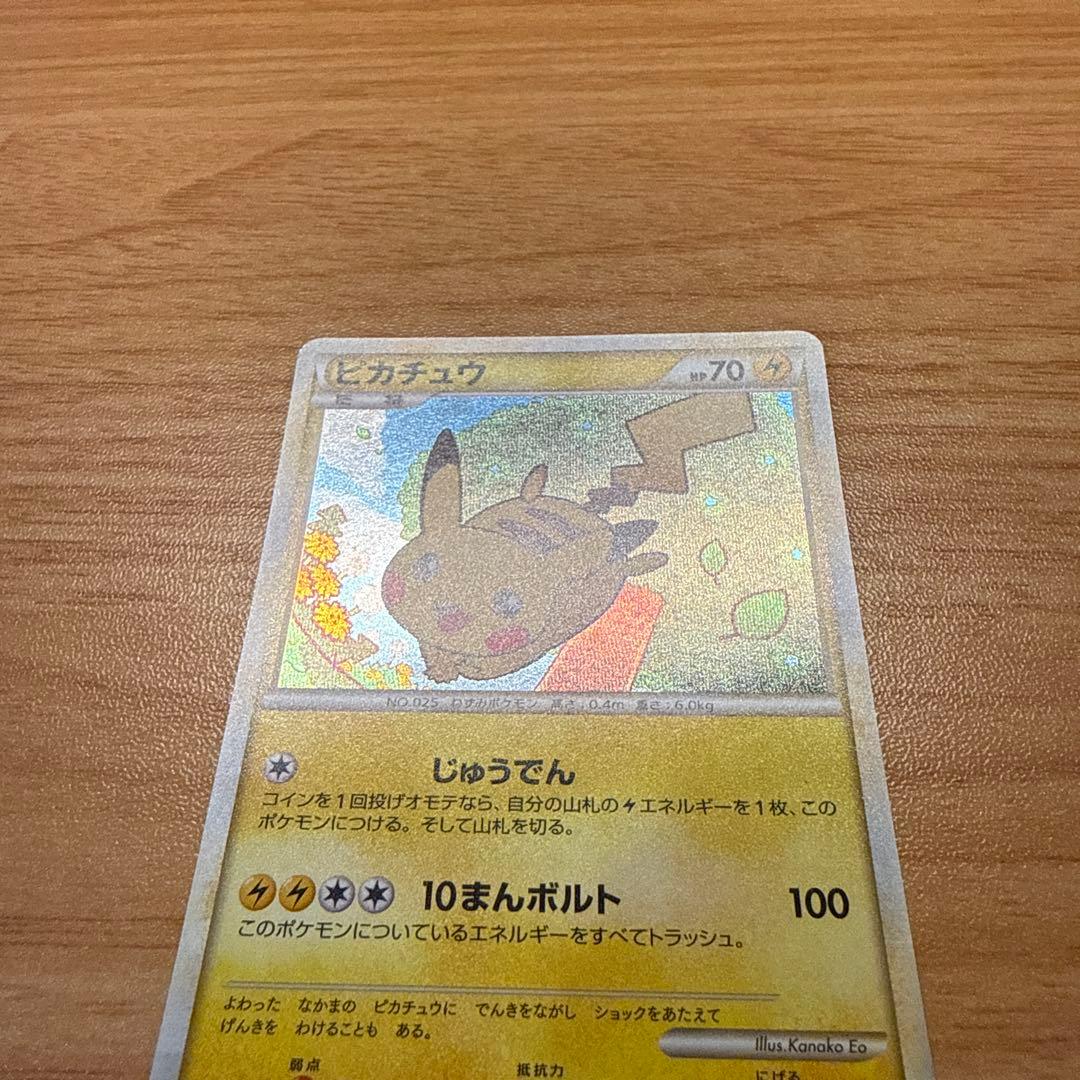 ピカチュウ HP70
NO.025 ねずみポケモン 高さ:0.4m 重さ:6.0kg
じゅうでん
コインを1回投げオモテなら、自分の山札のエネルギーを1枚、この
ポケモンにつける。そして山札を切る。
10まんボルト 100
このポケモンについているエネルギーをすべてトラッシュ。
よわった なかまの ピカチュウに でんきをながし ショックをあたえて
げんきを わけることも ある。
Illus.Kanako Eo
弱点 抵抗力 にげる